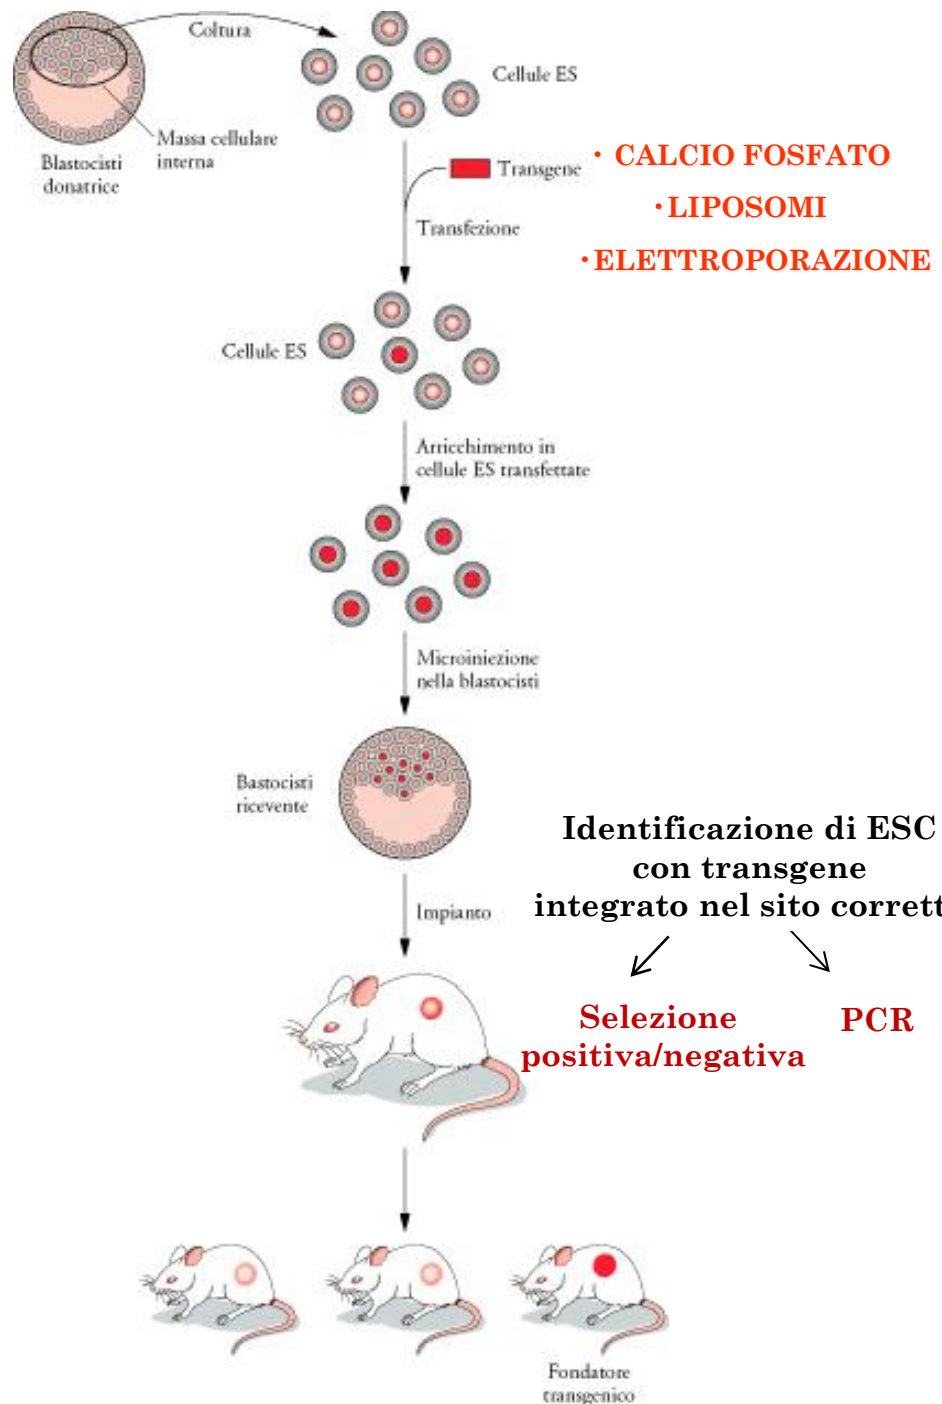 Coltura
Cellule ES
Massa cellulare
interna
Blastocisti
donatrice
Transgene
· CALCIO FOSFATO
·LIPOSOMI
·ELETTROPORAZIONE
Transfezione
Cellule ES
Arricchimento in
cellule ES transfettate
Microiniezione
nella blastocisti
Bastocisti
ricevente
Identificazione di ESC
con transgene
integrato nel sito corrett
Impianto
Selezione
positiva/negativa
PCR
Fondatore
transgenico